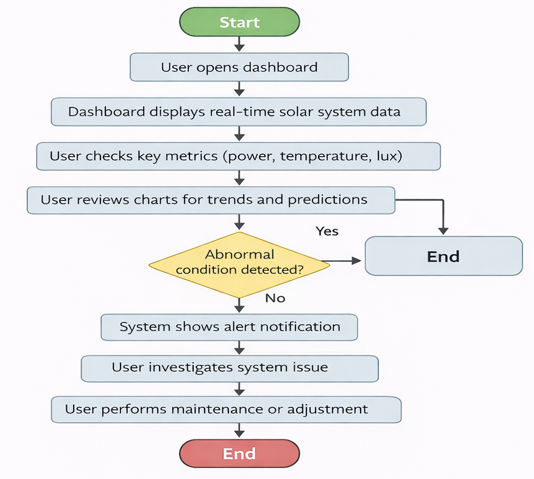 Start
User opens dashboard
Dashboard displays real-time solar system data
User checks key metrics (power, temperature, lux)
User reviews charts for trends and predictions
Yes
Abnormal
condition detected?
End
No
System shows alert notification
User investigates system issue
User performs maintenance or adjustment
End